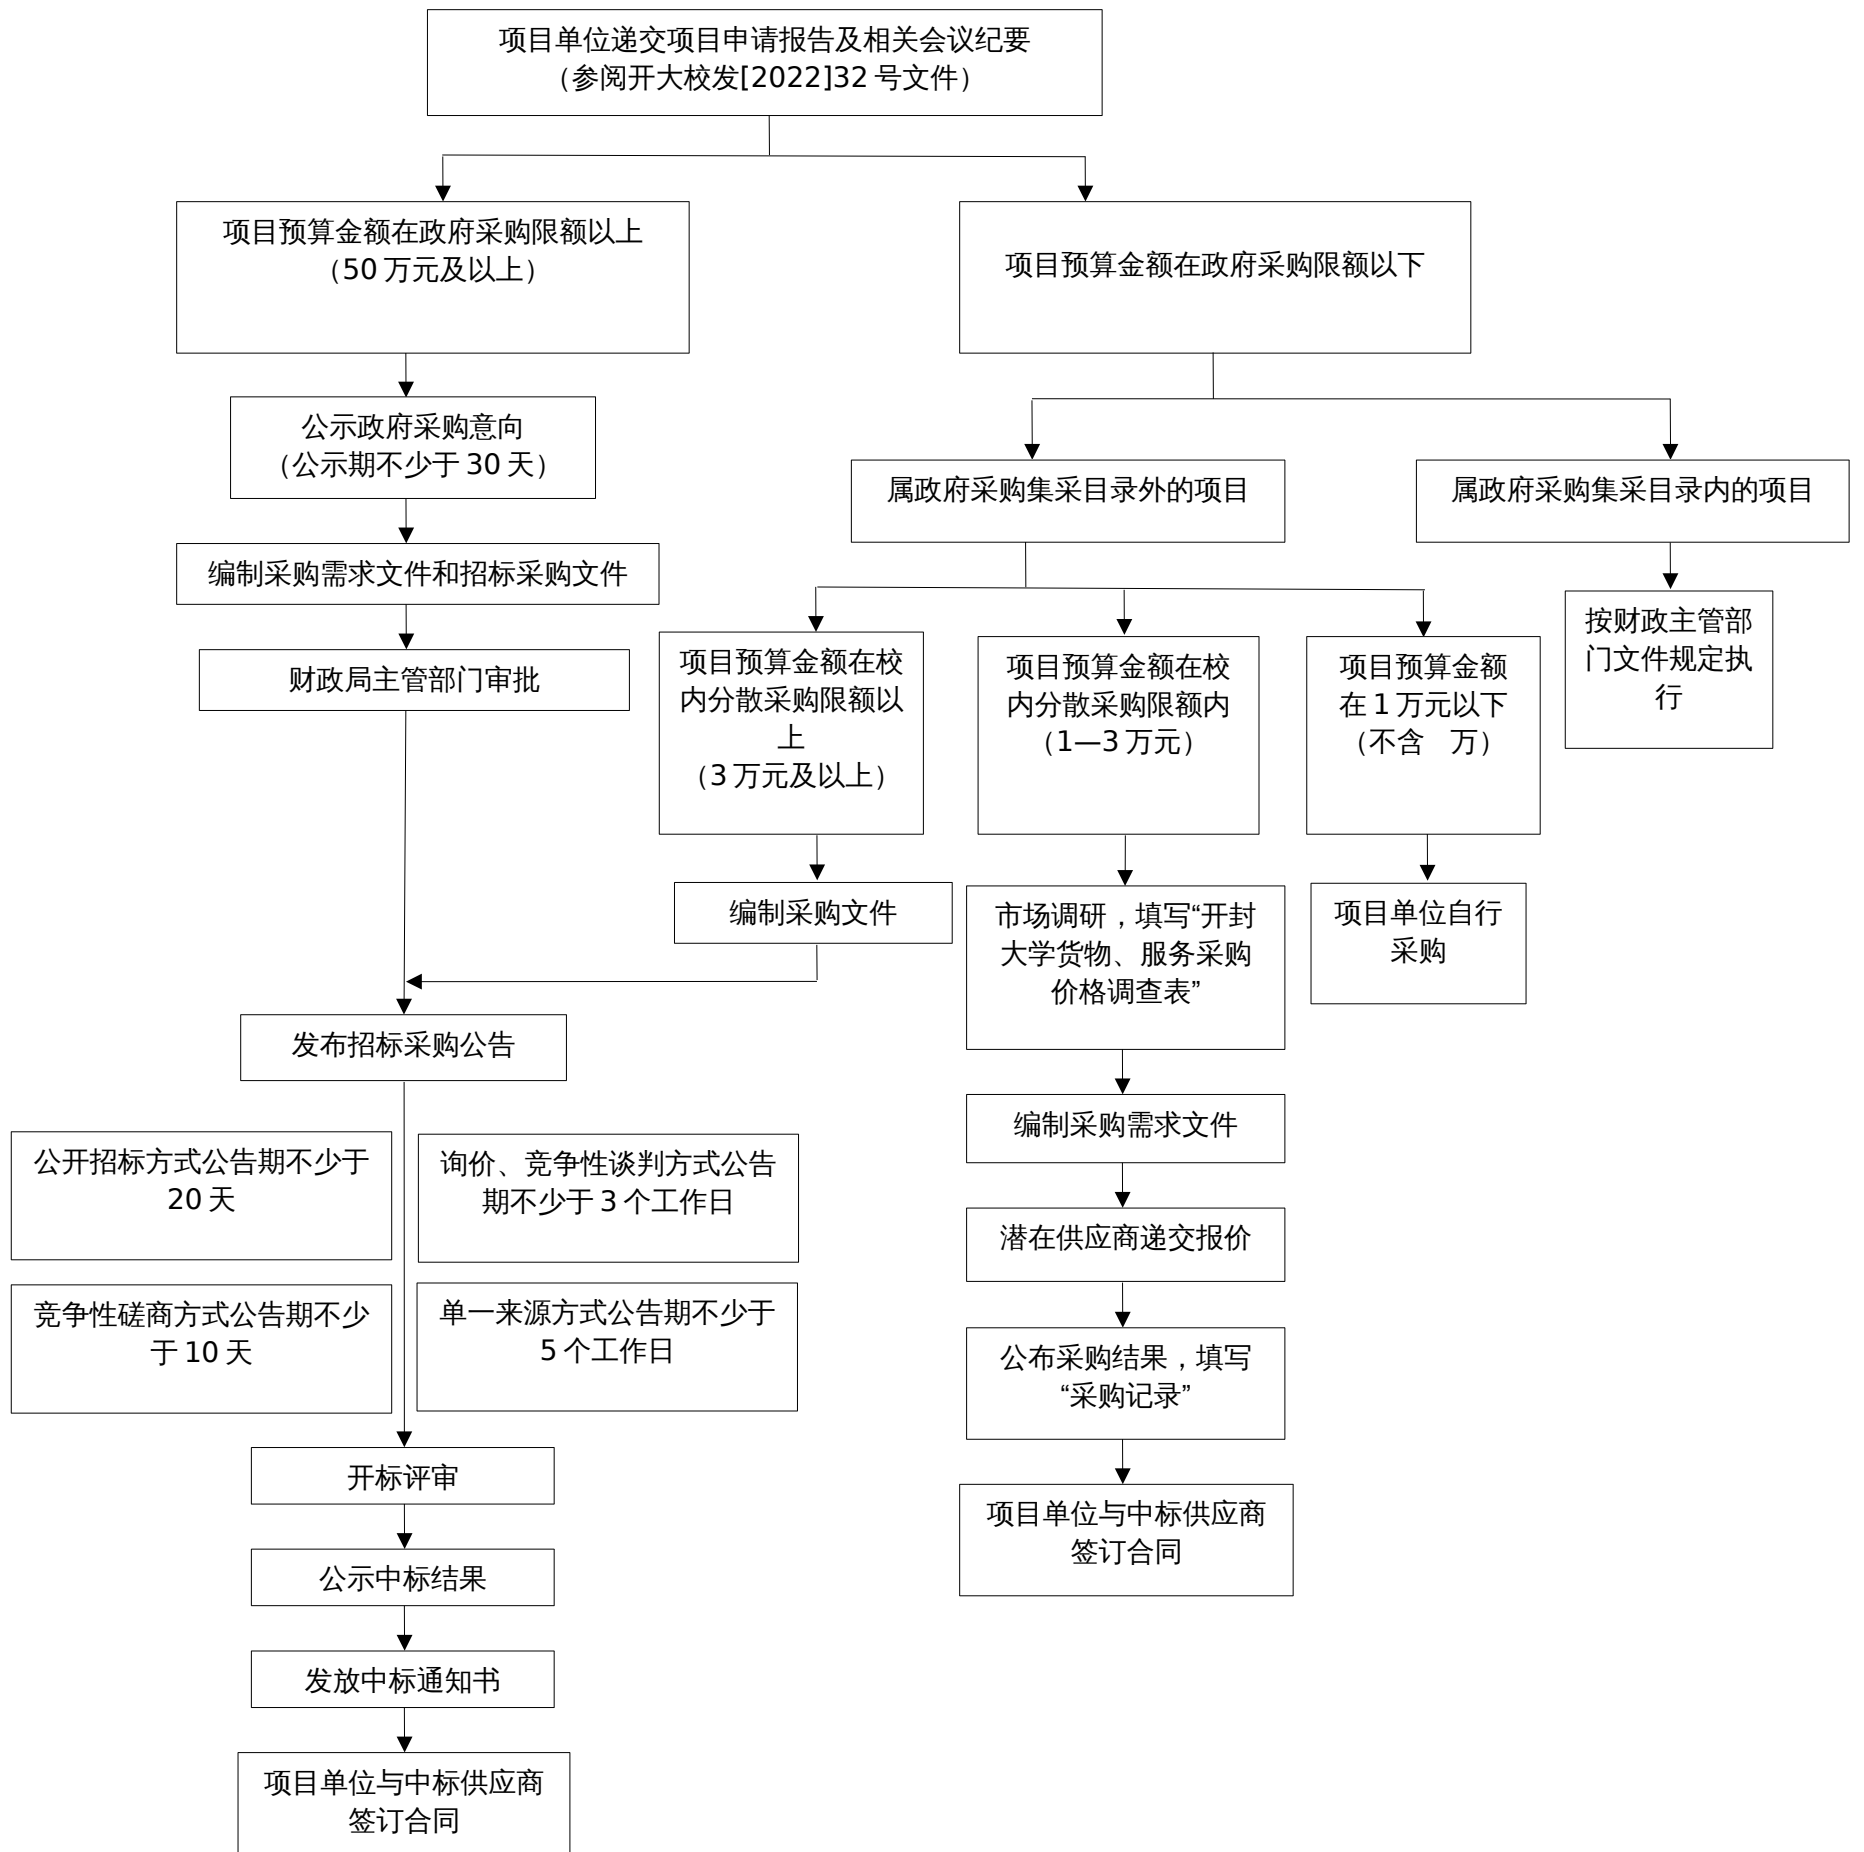 项目单位递交项目申请报告及相关会议纪要
（参阅开大校发[2022]32号文件）
项目预算金额在政府采购限额以上
（50万元及以上）
项目预算金额在政府采购限额以下
公示政府采购意向
（公示期不少于30天）
属政府采购集采目录外的项目
属政府采购集采目录内的项目
编制采购需求文件和招标采购文件
财政局主管部门审批
项目预算金额在校
内分散采购限额以
上
（3万元及以上）
项目预算金额在校
内分散采购限额内
（1—3万元）
项目预算金额
在1万元以下
（不含　万）
按财政主管部
门文件规定执
行
编制采购文件
市场调研，填写“开封
大学货物、服务采购
价格调查表”
项目单位自行
采购
发布招标采购公告
编制采购需求文件
公开招标方式公告期不少于
20天
询价、竞争性谈判方式公告
期不少于3个工作日
潜在供应商递交报价
竞争性磋商方式公告期不少
于10天
单一来源方式公告期不少于
5个工作日
公布采购结果，填写
“采购记录”
开标评审
项目单位与中标供应商
签订合同
公示中标结果
发放中标通知书
项目单位与中标供应商
签订合同